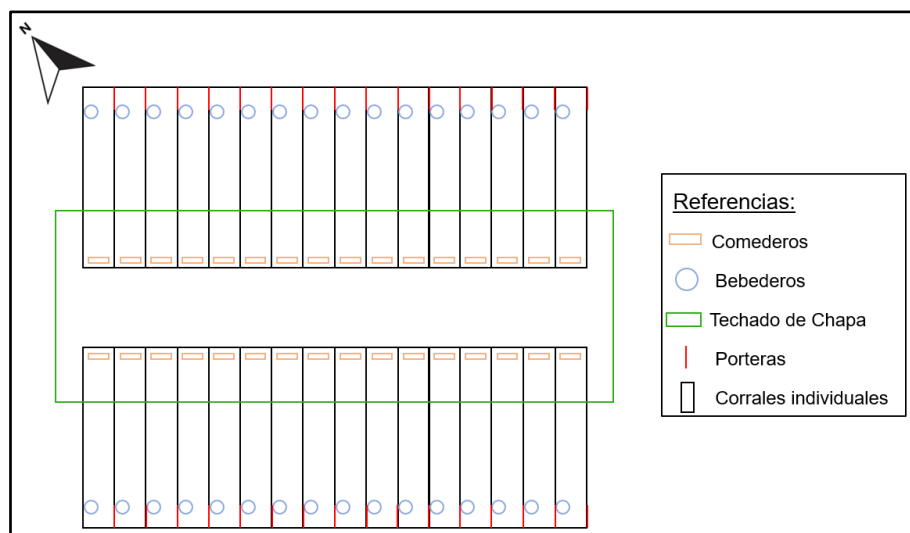 N
Referencias:
Comederos
Bebederos
Techado de Chapa
Porteras
Corrales individuales